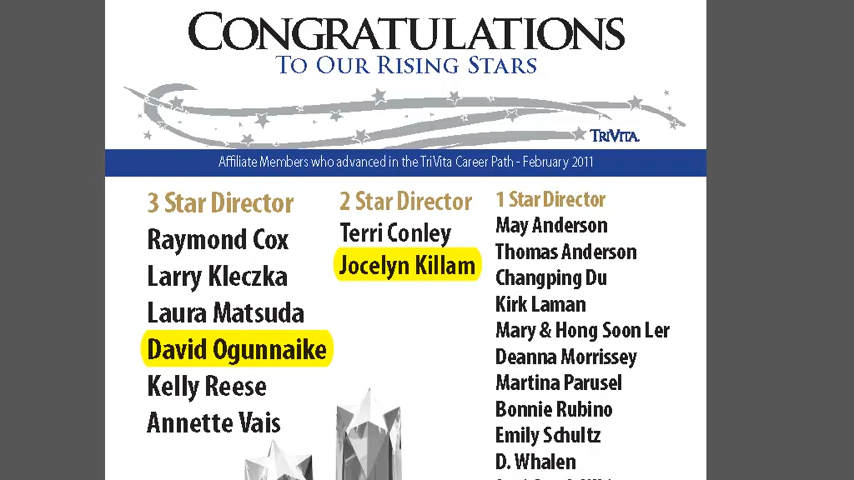 CONGRATULATIONS
TO OUR RISING STARS
TRIVITA
Affiliate Members who advanced in the TriVita Career Path - February 2011
3 Star Director
Raymond Cox
Larry Kleczka
Laura Matsuda
David Ogunnaike
Kelly Reese
Annette Vais
2 Star Director
Terri Conley
Jocelyn Killam
1 Star Director
May Anderson
Thomas Anderson
Changping Du
Kirk Laman
Mary & Hong Soon Ler
Deanna Morrissey
Martina Parusel
Bonnie Rubino
Emily Schultz
D. Whalen